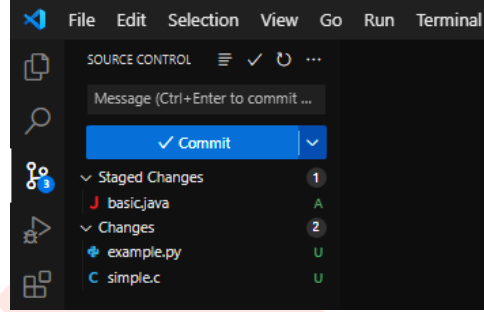 File Edit Selection View Go Run Terminal
SOURCE CONTROL
Message (Ctrl+Enter to commit ...
Commit
Staged Changes 1
J basic.java A
Changes 2
example.py U
C simple.c U
3